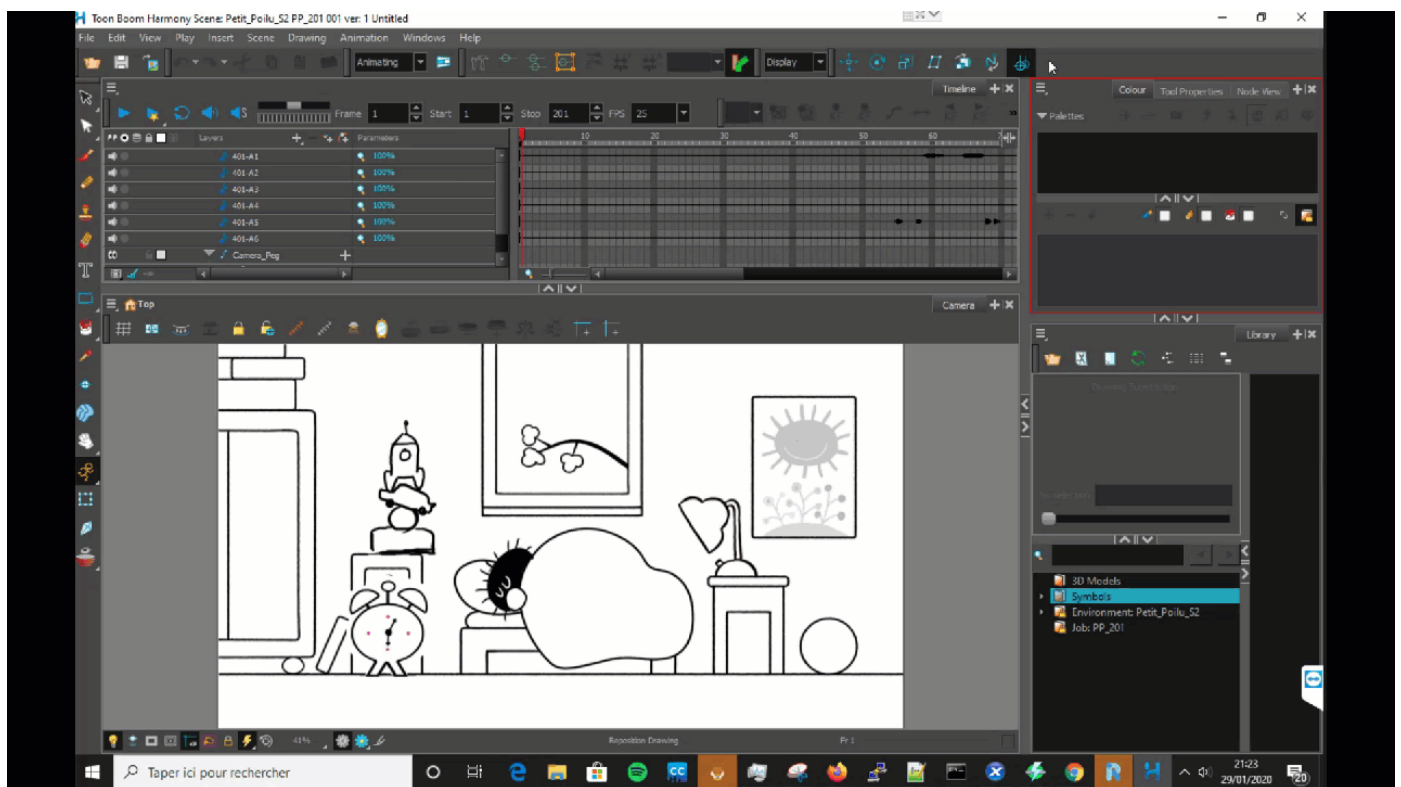 Toon Boom Harmony Scene: Petit_Poilu_S2 PP_201 001 ver: 1 Untitled
File Edit View Play Insert Scene Drawing Animation Windows Help
Animating Display
Timeline
Colour Tool Properties Node View
Frame 1 Start 1 Stop 201 FPS 25
Palettes
Layers Parameters 10 20 30 40 50 60
401-A1 100%
401-A2 100%
401-A3 100%
401-A4 100%
401-A5 100%
401-A6 100%
Camera_Peg
Top
Camera
Library
3D Models
Symbols
Environment: Petit_Poilu_S2
Job: PP_201
41% Reposition Drawing Fr 1
Taper ici pour rechercher
21:23
29/01/2020
20